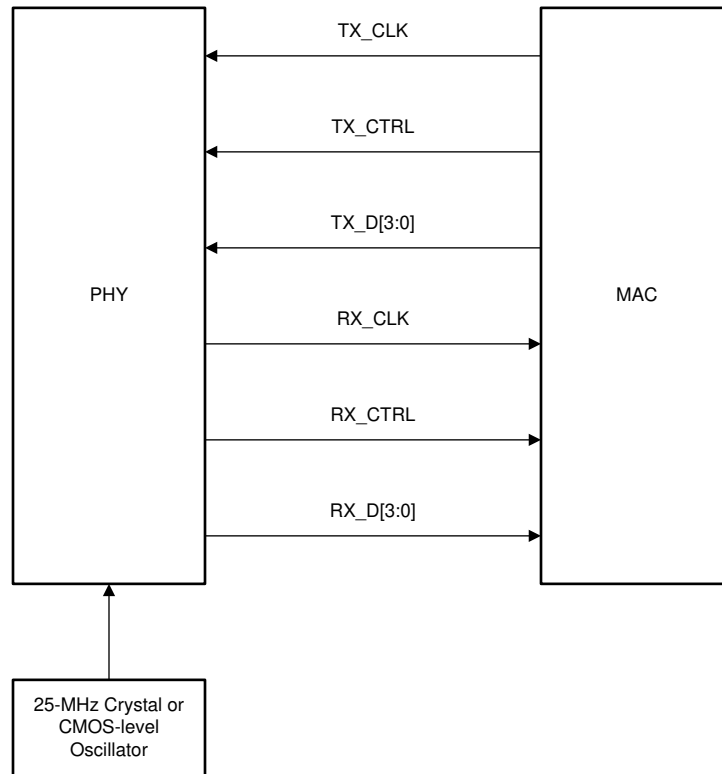 TX_CLK
TX_CTRL
TX_D[3:0]
PHY
MAC
RX_CLK
RX_CTRL
RX_D[3:0]
25-MHz Crystal or
CMOS-level
Oscillator